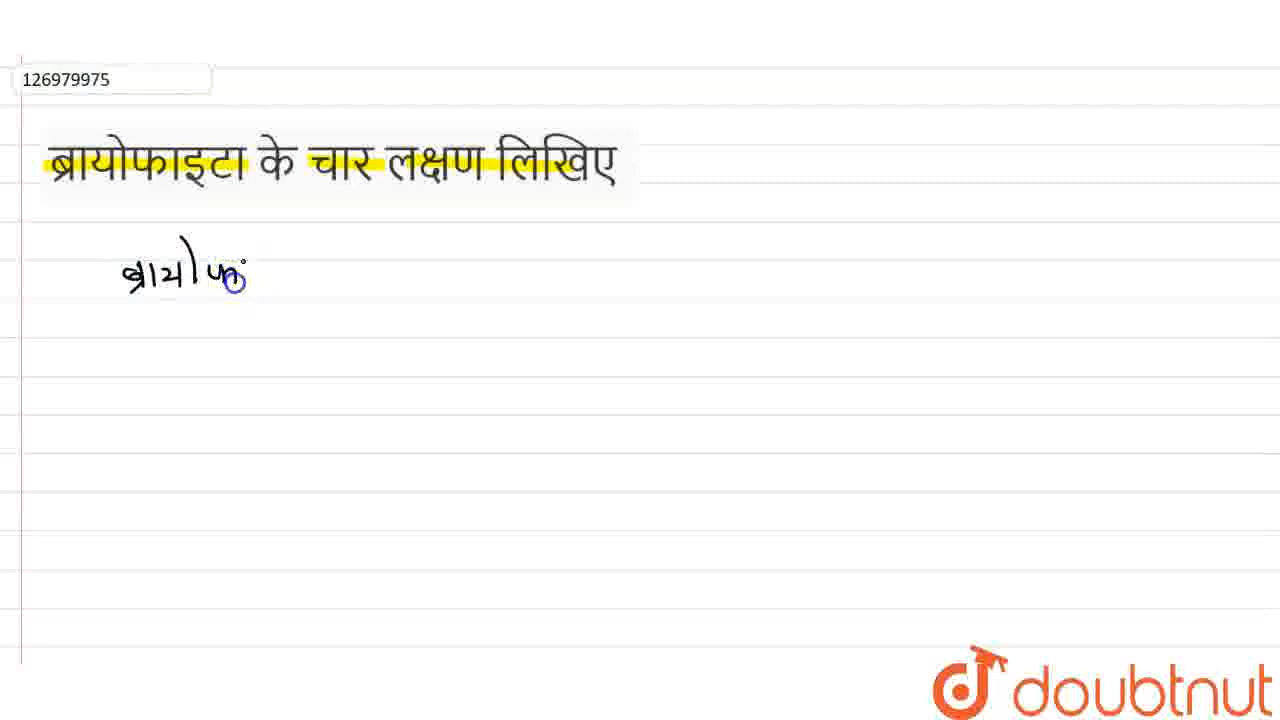 126979975
ब्रायोफाइटा के चार लक्षण लिखिए
ब्रायोफ
doubtnut